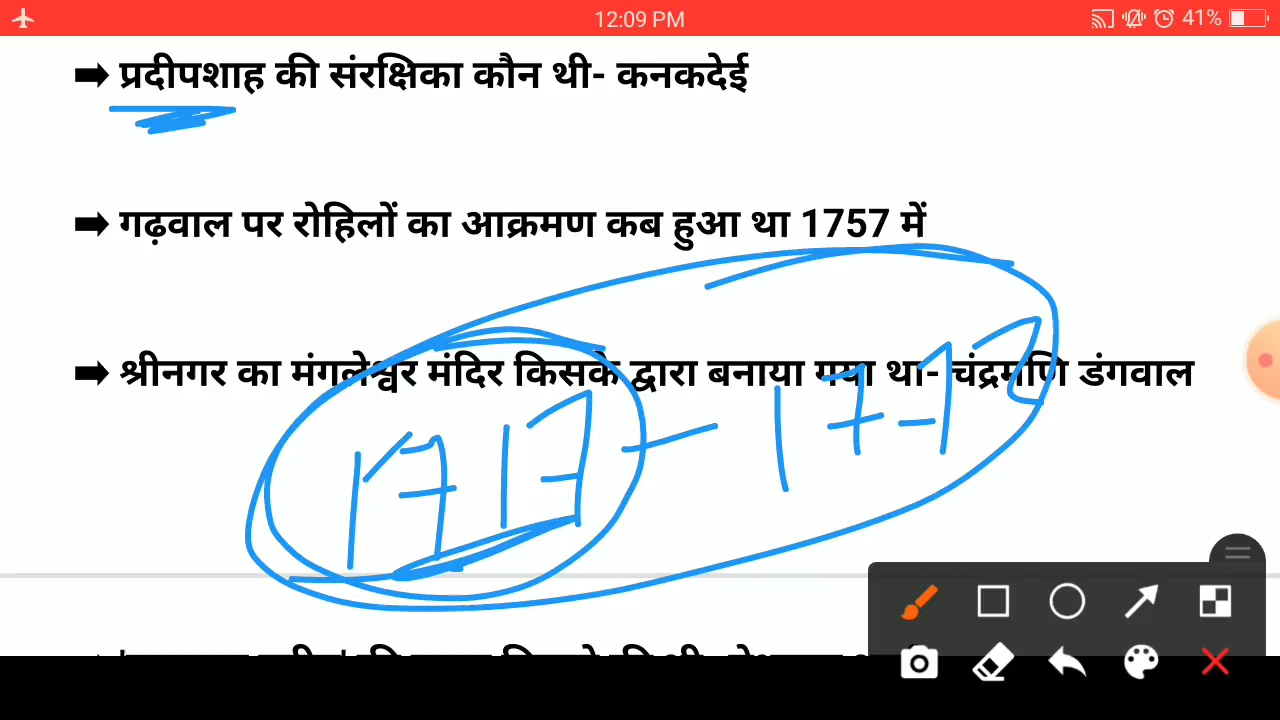 12:09 PM 41%
➡ प्रदीपशाह की संरक्षिका कौन थी- कनकदेई
➡ गढ़वाल पर रोहिलों का आक्रमण कब हुआ था 1757 में
➡ श्रीनगर का मंगलेश्वर मंदिर किसके द्वारा बनाया गया था- चंद्रमणि डंगवाल
1717 - 1772